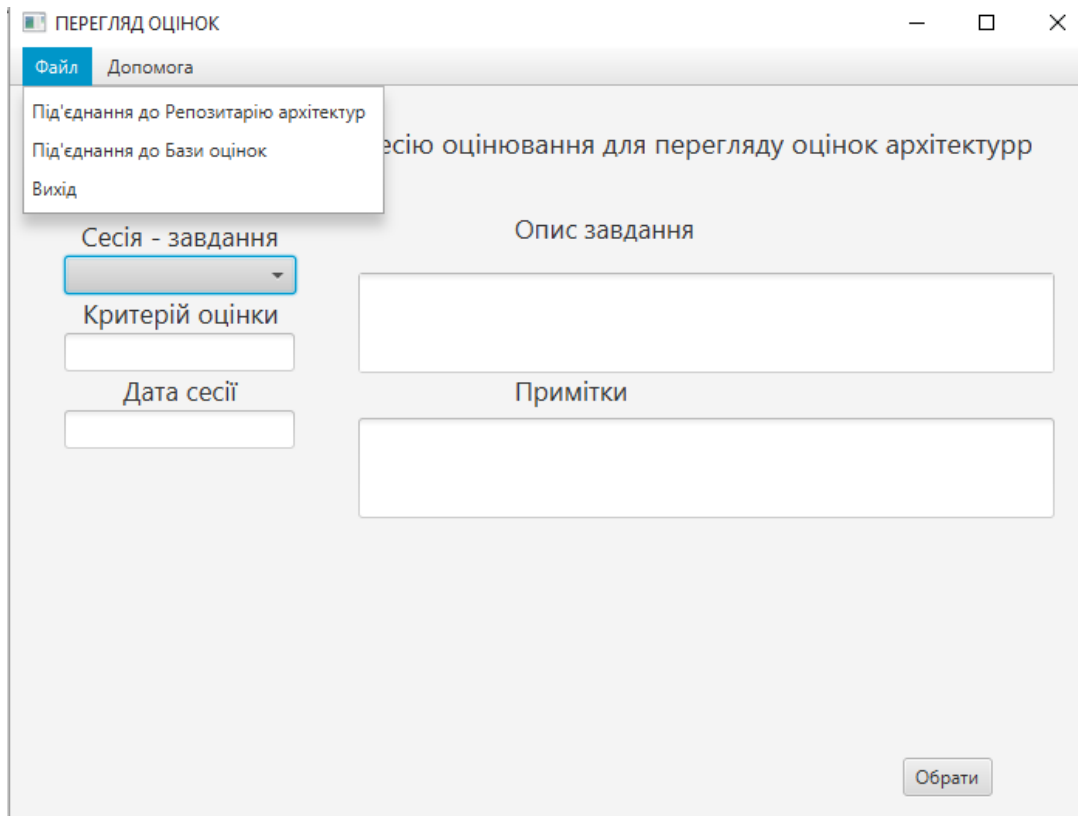 ПЕРЕГЛЯД ОЦІНОК
Файл Допомога
Під'єднання до Репозитарію архітектур
Під'єднання до Бази оцінок
Вихід
есію оцінювання для перегляду оцінок архітектурр
Сесія - завдання
Опис завдання
Критерій оцінки
Дата сесії
Примітки
Обрати